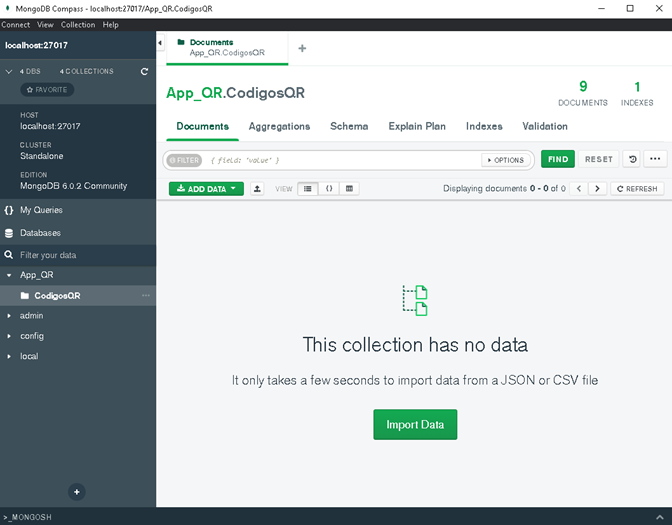 MongoDB Compass - localhost:27017/App_QR.CodigosQR
Connect View Collection Help
localhost:27017
4 DBS 4 COLLECTIONS
FAVORITE
HOST
localhost:27017
CLUSTER
Standalone
EDITION
MongoDB 6.0.2 Community
{} My Queries
Databases
Filter your data
App_QR
CodigosQR ...
admin
config
local
+
>_MONGOSH
Documents
App_QR.CodigosQR
+
App_QR.CodigosQR
9
DOCUMENTS
1
INDEXES
Documents Aggregations Schema Explain Plan Indexes Validation
FILTER { field: 'value' } OPTIONS FIND RESET ...
ADD DATA VIEW {} Displaying documents 0 - 0 of 0 < > REFRESH
This collection has no data
It only takes a few seconds to import data from a JSON or CSV file
Import Data